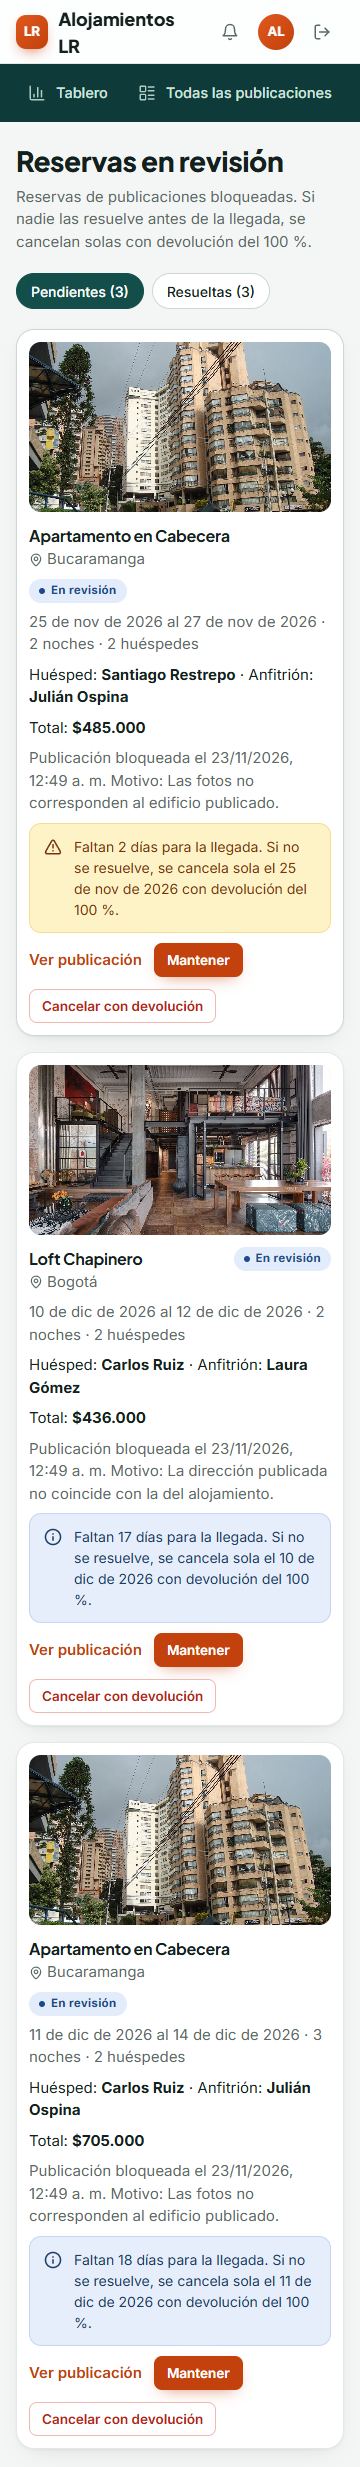 LR
Alojamientos
LR
AL
Tablero
Todas las publicaciones
Reservas en revisión
Reservas de publicaciones bloqueadas. Si
nadie las resuelve antes de la llegada, se
cancelan solas con devolución del 100 %.
Pendientes (3)
Resueltas (3)
Apartamento en Cabecera
Bucaramanga
En revisión
25 de nov de 2026 al 27 de nov de 2026 ·
2 noches · 2 huéspedes
Huésped: Santiago Restrepo · Anfitrión:
Julián Ospina
Total: $485.000
Publicación bloqueada el 23/11/2026,
12:49 a. m. Motivo: Las fotos no
corresponden al edificio publicado.
Faltan 2 días para la llegada. Si no
se resuelve, se cancela sola el 25
de nov de 2026 con devolución del
100 %.
Ver publicación
Mantener
Cancelar con devolución
Loft Chapinero
En revisión
Bogotá
10 de dic de 2026 al 12 de dic de 2026 · 2
noches · 2 huéspedes
Huésped: Carlos Ruiz · Anfitrión: Laura
Gómez
Total: $436.000
Publicación bloqueada el 23/11/2026,
12:49 a. m. Motivo: La dirección publicada
no coincide con la del alojamiento.
Faltan 17 días para la llegada. Si no
se resuelve, se cancela sola el 10 de
dic de 2026 con devolución del 100
%.
Ver publicación
Mantener
Cancelar con devolución
Apartamento en Cabecera
Bucaramanga
En revisión
11 de dic de 2026 al 14 de dic de 2026 · 3
noches · 2 huéspedes
Huésped: Carlos Ruiz · Anfitrión: Julián
Ospina
Total: $705.000
Publicación bloqueada el 23/11/2026,
12:49 a. m. Motivo: Las fotos no
corresponden al edificio publicado.
Faltan 18 días para la llegada. Si no
se resuelve, se cancela sola el 11 de
dic de 2026 con devolución del 100
%.
Ver publicación
Mantener
Cancelar con devolución